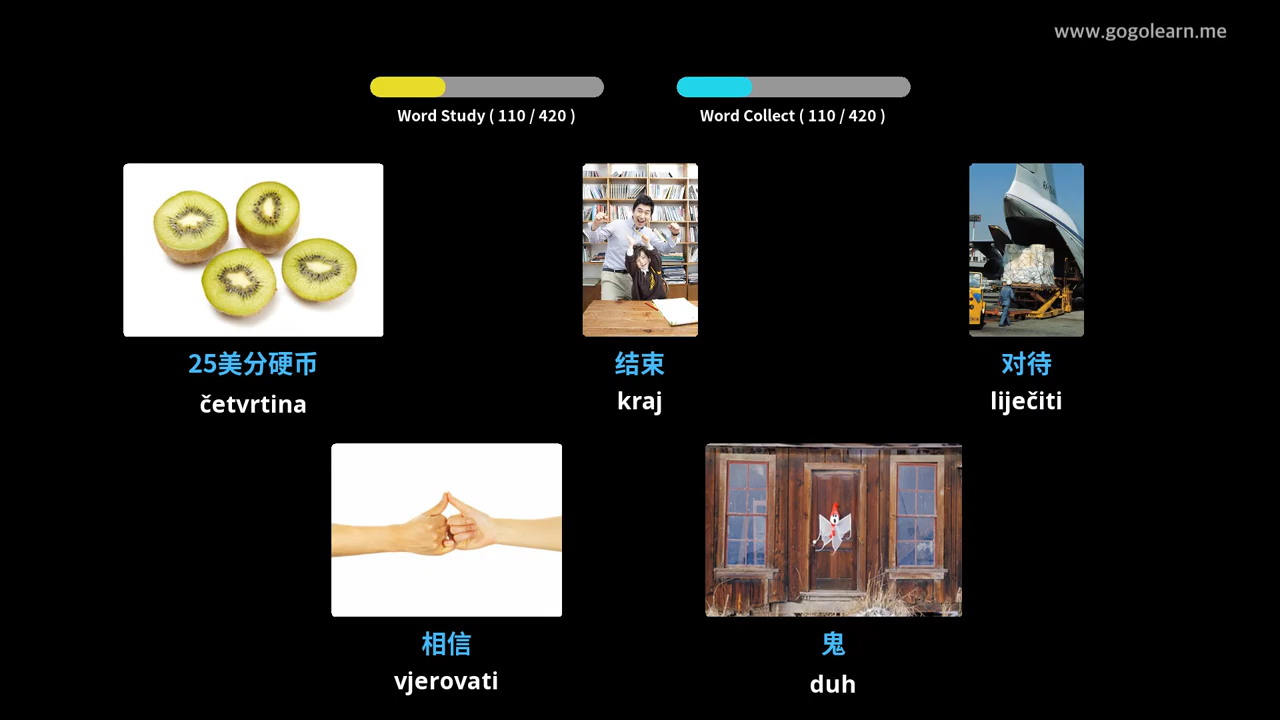 www.gogolearn.me
Word Study ( 110 / 420 )
Word Collect ( 110 / 420 )
25美分硬币
četvrtina
结束
kraj
对待
liječiti
相信
vjerovati
鬼
duh